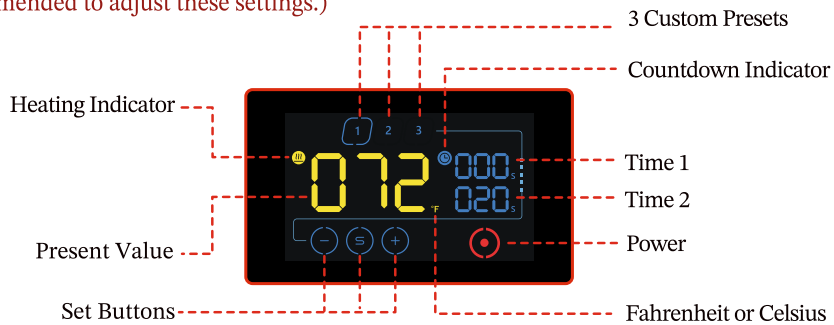 mended to adjust these settings.)
3 Custom Presets
Countdown Indicator
Heating Indicator
1 2 3
072 °F
000 s
020 s
Time 1
Time 2
Present Value
− S +
Power
Set Buttons
Fahrenheit or Celsius